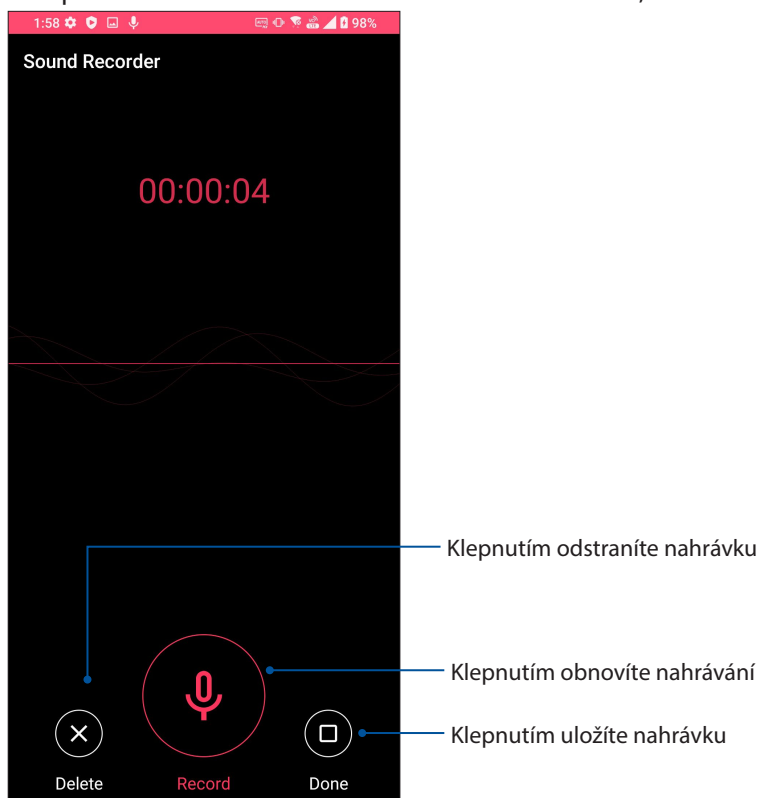 1:58 98%
Sound Recorder
00:00:04
Klepnutím odstraníte nahrávku
Klepnutím obnovíte nahrávání
Klepnutím uložíte nahrávku
Delete Record Done